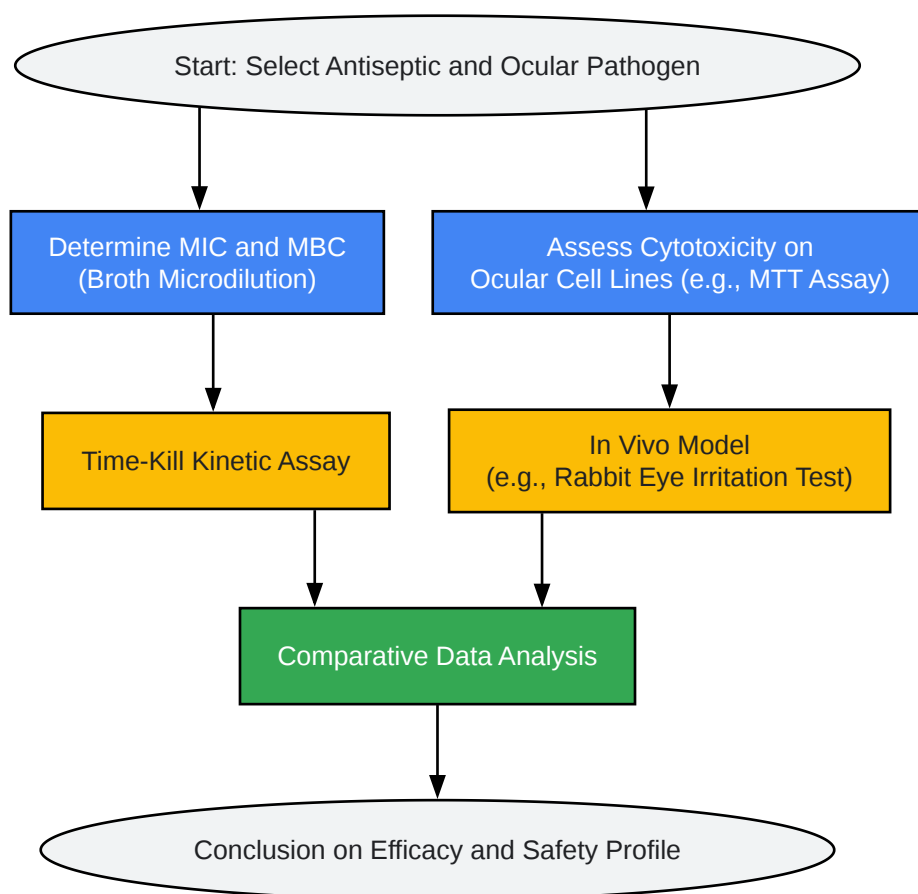 Start: Select Antiseptic and Ocular Pathogen
Determine MIC and MBC
(Broth Microdilution)
Assess Cytotoxicity on
Ocular Cell Lines (e.g., MTT Assay)
Time-Kill Kinetic Assay
In Vivo Model
(e.g., Rabbit Eye Irritation Test)
Comparative Data Analysis
Conclusion on Efficacy and Safety Profile